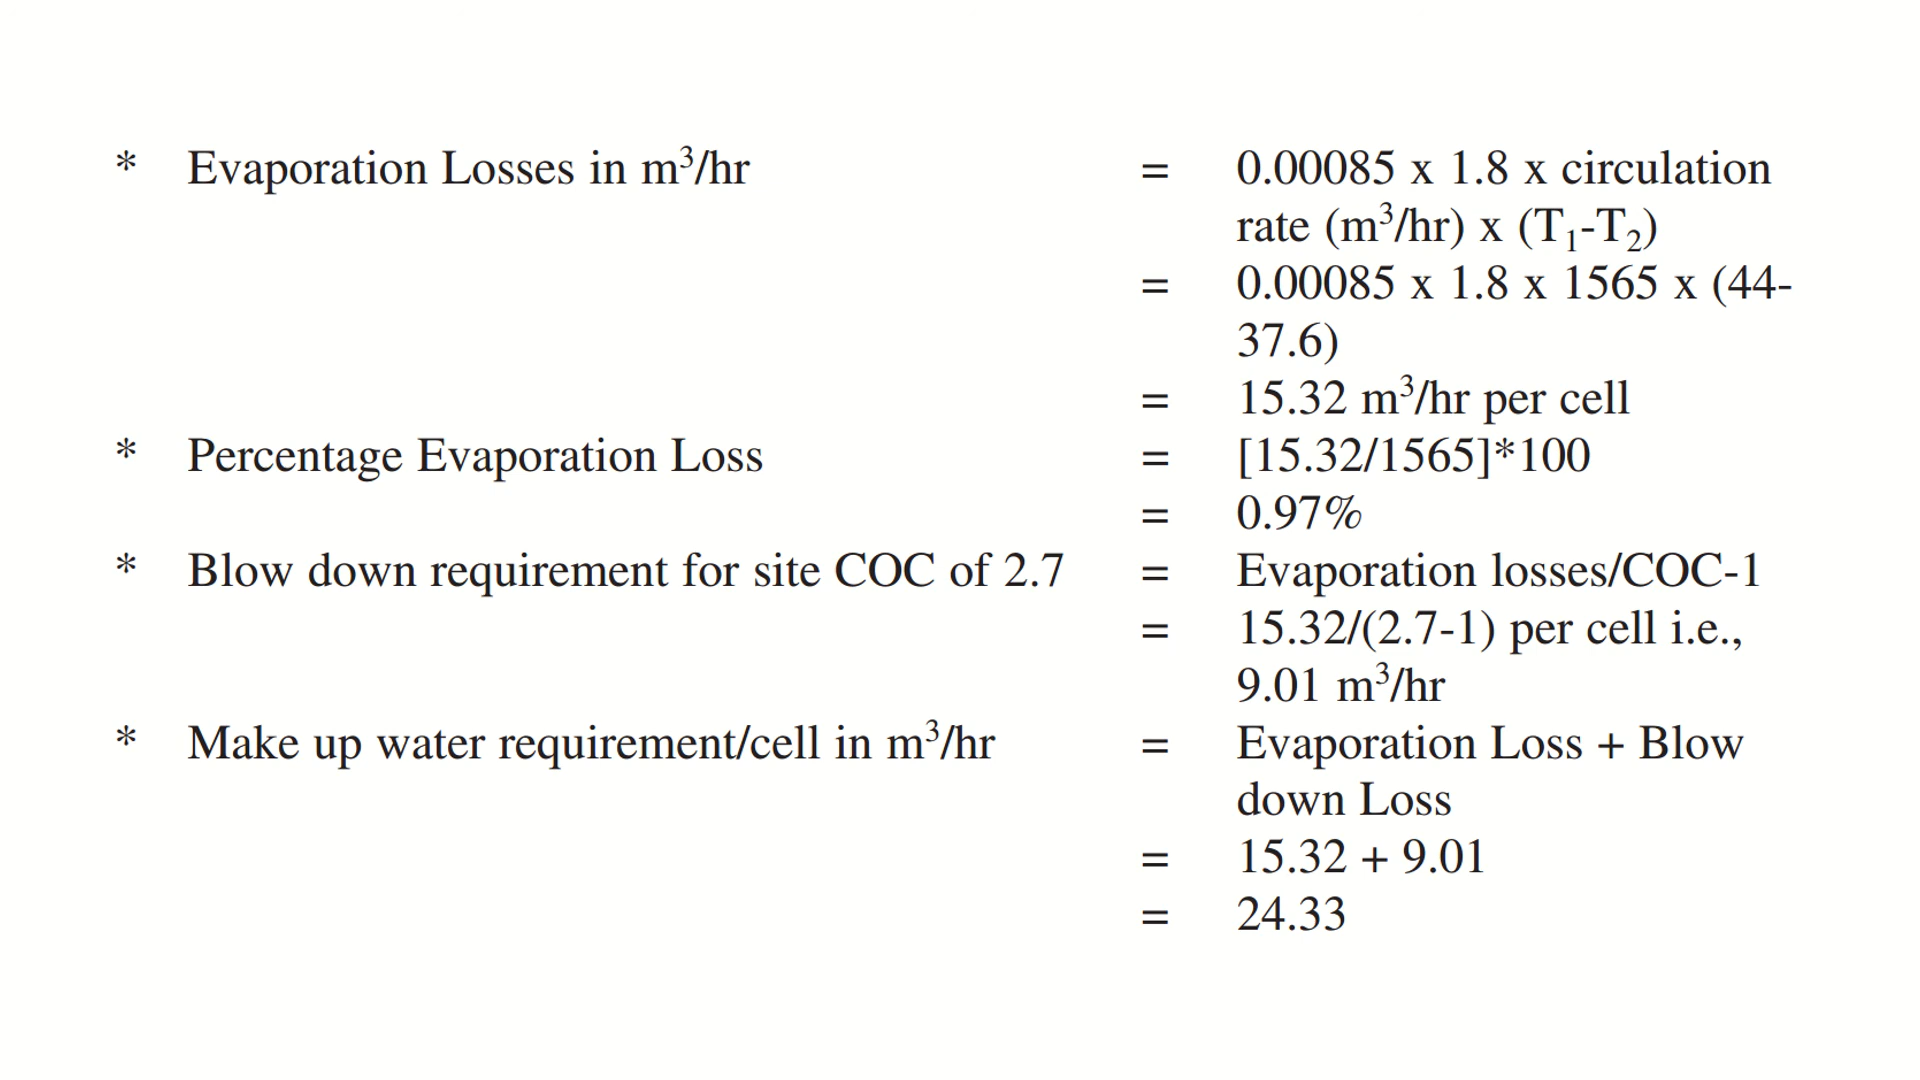 * Evaporation Losses in m³/hr = 0.00085 x 1.8 x circulation
rate (m³/hr) x (T₁-T₂)
= 0.00085 x 1.8 x 1565 x (44-
37.6)
= 15.32 m³/hr per cell
* Percentage Evaporation Loss = [15.32/1565]*100
= 0.97%
* Blow down requirement for site COC of 2.7 = Evaporation losses/COC-1
= 15.32/(2.7-1) per cell i.e.,
9.01 m³/hr
* Make up water requirement/cell in m³/hr = Evaporation Loss + Blow
down Loss
= 15.32 + 9.01
= 24.33